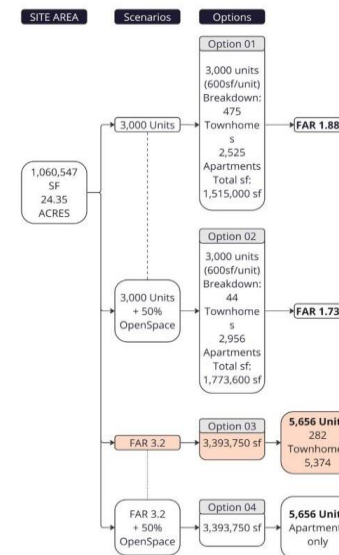 SITE AREA
Scenarios
Options
Option 01
3,000 units
(600sf/unit)
Breakdown:
475
Townhome
s
2,525
Apartments
Total sf:
1,515,000 sf
3,000 Units
FAR 1.88
1,060,547
SF
24.35
ACRES
Option 02
3,000 units
(600sf/unit)
Breakdown:
44
Townhome
s
2,956
Apartments
Total sf:
1,773,600 sf
3,000 Units
+ 50%
OpenSpace
FAR 1.73
FAR 3.2
Option 03
3,393,750 sf
5,656 Unit
282
Townhome
5,374
FAR 3.2
+ 50%
OpenSpace
Option 04
3,393,750 sf
5,656 Unit
Apartment
only